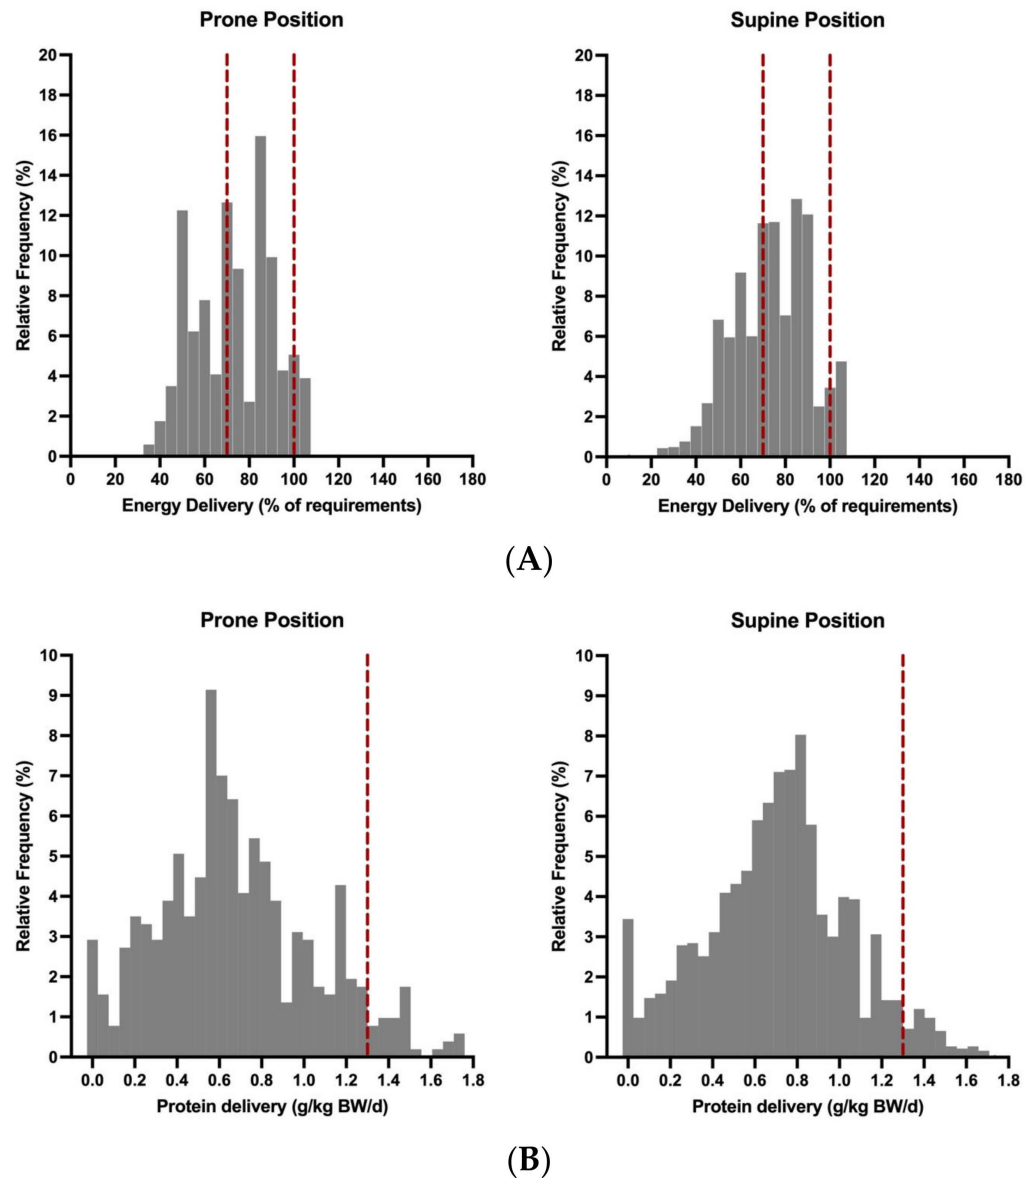 Prone Position
Supine Position
20
18
16
14
12
10
8
6
4
2
0
Relative Frequency (%)
0 20 40 60 80 100 120 140 160 180
Energy Delivery (% of requirements)
20
18
16
14
12
10
8
6
4
2
0
Relative Frequency (%)
0 20 40 60 80 100 120 140 160 180
Energy Delivery (% of requirements)
(A)
Prone Position
Supine Position
10
9
8
7
6
5
4
3
2
1
0
Relative Frequency (%)
0.0 0.2 0.4 0.6 0.8 1.0 1.2 1.4 1.6 1.8
Protein delivery (g/kg BW/d)
10
9
8
7
6
5
4
3
2
1
0
Relative Frequency (%)
0.0 0.2 0.4 0.6 0.8 1.0 1.2 1.4 1.6 1.8
Protein delivery (g/kg BW/d)
(B)